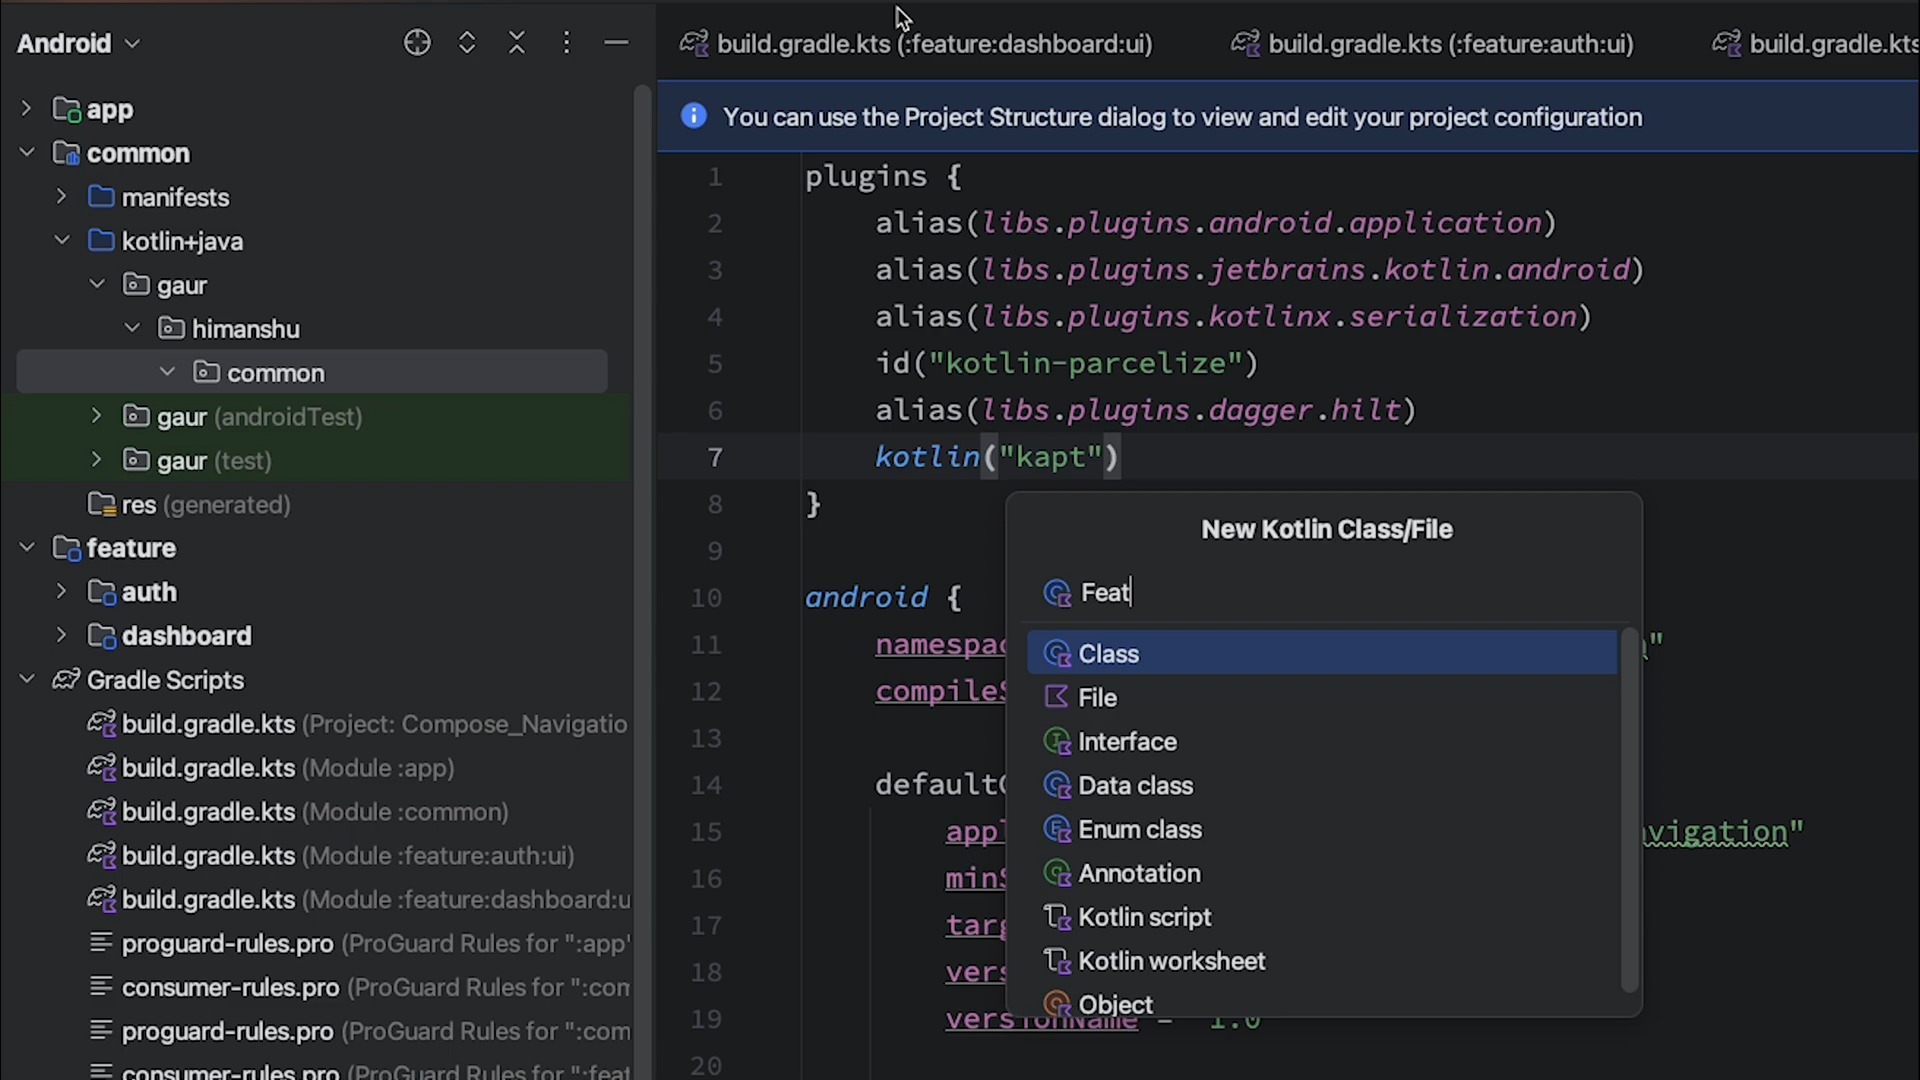 Android
build.gradle.kts (:feature:dashboard:ui)
build.gradle.kts (:feature:auth:ui)
build.gradle.kts
You can use the Project Structure dialog to view and edit your project configuration
app
common
manifests
kotlin+java
gaur
himanshu
common
gaur (androidTest)
gaur (test)
res (generated)
feature
auth
dashboard
Gradle Scripts
build.gradle.kts (Project: Compose_Navigatio
build.gradle.kts (Module :app)
build.gradle.kts (Module :common)
build.gradle.kts (Module :feature:auth:ui)
build.gradle.kts (Module :feature:dashboard:u
proguard-rules.pro (ProGuard Rules for ":app"
consumer-rules.pro (ProGuard Rules for ":com
proguard-rules.pro (ProGuard Rules for ":com
consumer-rules.pro (ProGuard Rules for ":feat
1 plugins {
2 alias(libs.plugins.android.application)
3 alias(libs.plugins.jetbrains.kotlin.android)
4 alias(libs.plugins.kotlinx.serialization)
5 id("kotlin-parcelize")
6 alias(libs.plugins.dagger.hilt)
7 kotlin("kapt")
8 }
9
10 android {
11 namespac
12 compileS
13
14 defaultC
15 appl vigation"
16 minS
17 targ
18 vers
19 versionName = 1.0
20
New Kotlin Class/File
Feat
Class
File
Interface
Data class
Enum class
Annotation
Kotlin script
Kotlin worksheet
Object